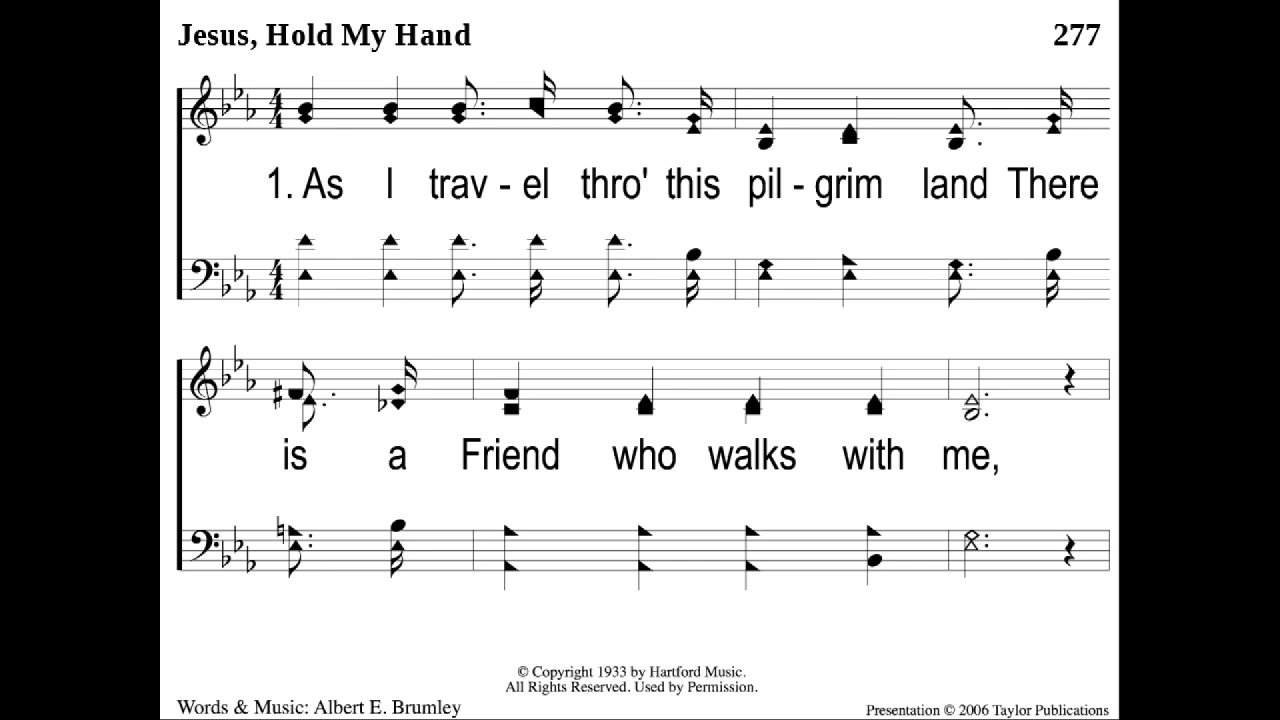 Jesus, Hold My Hand 277
1. As I trav - el thro' this pil - grim land There
is a Friend who walks with me,
© Copyright 1933 by Hartford Music.
All Rights Reserved. Used by Permission.
Words & Music: Albert E. Brumley Presentation © 2006 Taylor Publications